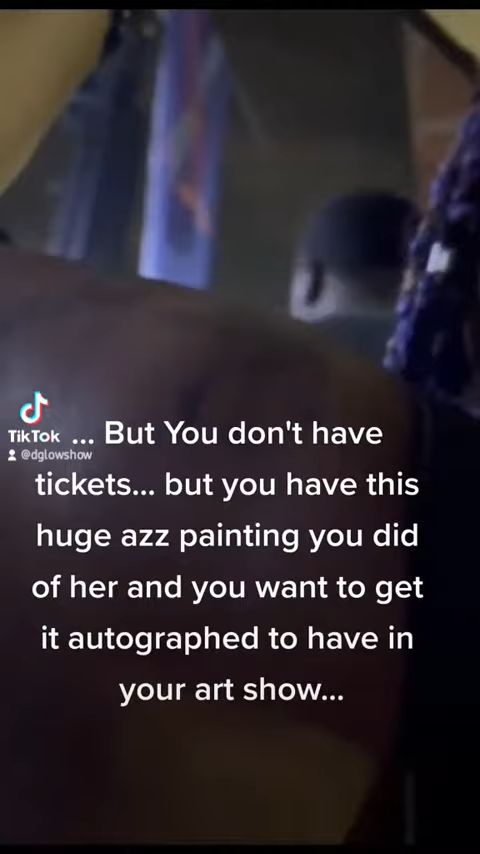 TikTok
@dglowshow
... But You don't have
tickets... but you have this
huge azz painting you did
of her and you want to get
it autographed to have in
your art show...